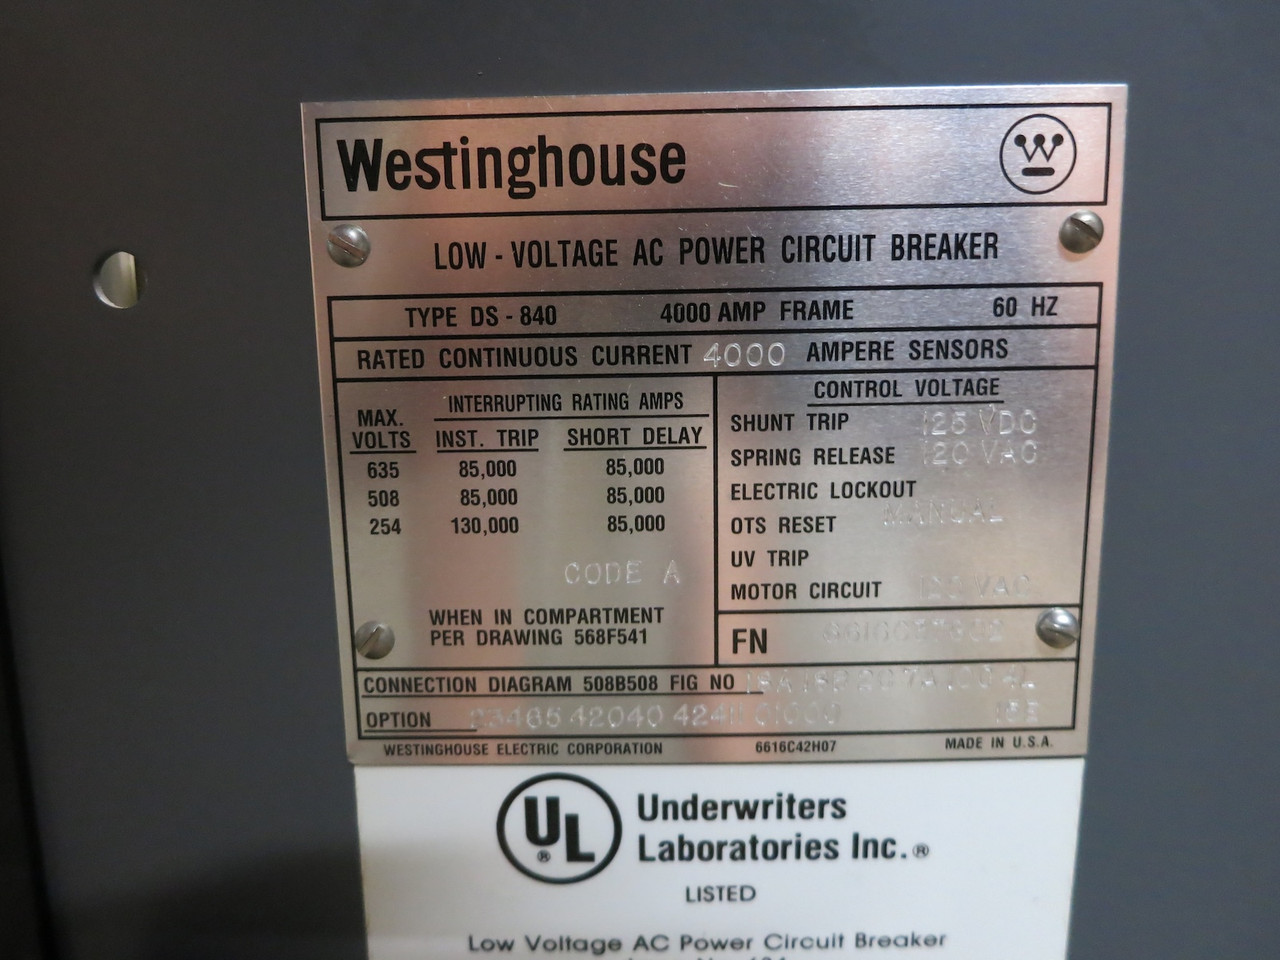 Westinghouse
W
LOW - VOLTAGE AC POWER CIRCUIT BREAKER
TYPE DS - 840 4000 AMP FRAME 60 HZ
RATED CONTINUOUS CURRENT 4000 AMPERE SENSORS
MAX. VOLTS INTERRUPTING RATING AMPS
INST. TRIP SHORT DELAY
635 85,000 85,000
508 85,000 85,000
254 130,000 85,000
CODE A
WHEN IN COMPARTMENT
PER DRAWING 568F541
CONTROL VOLTAGE
SHUNT TRIP 125 VDC
SPRING RELEASE 120 VAC
ELECTRIC LOCKOUT
OTS RESET MANUAL
UV TRIP
MOTOR CIRCUIT 120 VAC
FN
CONNECTION DIAGRAM 508B508 FIG NO
OPTION 42040
WESTINGHOUSE ELECTRIC CORPORATION 6616C42H07 MADE IN U.S.A.
UL ®
Underwriters
Laboratories Inc.®
LISTED
Low Voltage AC Power Circuit Breaker